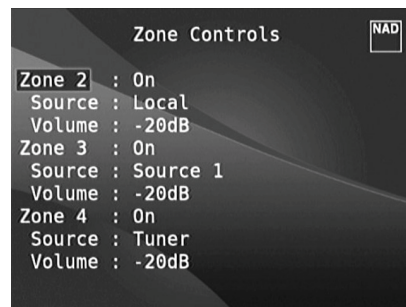 Zone Controls
NAD
Zone 2 : On
Source : Local
Volume : -20dB
Zone 3 : On
Source : Source 1
Volume : -20dB
Zone 4 : On
Source : Tuner
Volume : -20dB